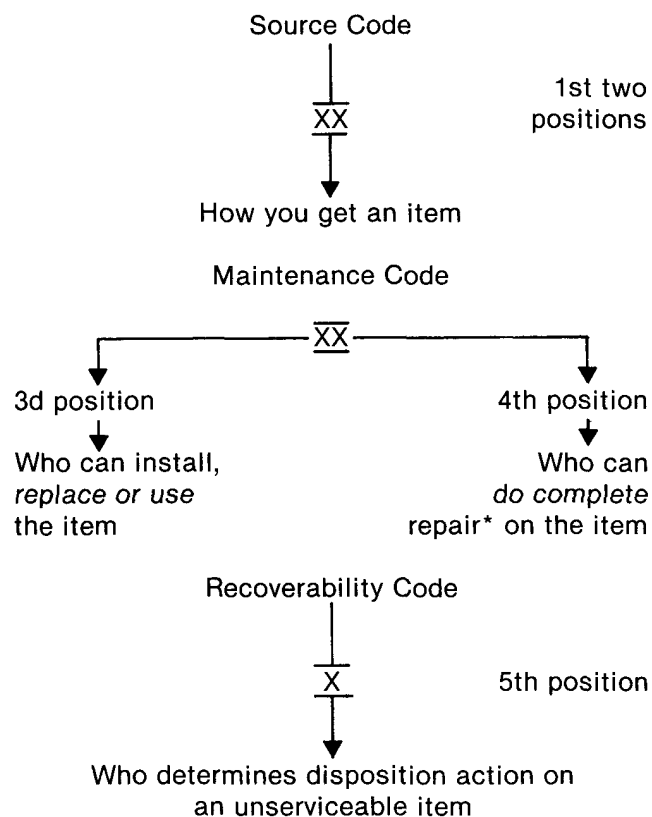 Source Code
1st two
XX
positions
How you get an item
Maintenance Code
XX
3d position
4th position
Who can install,
replace or use
the item
Who can
do complete
repair* on the item
Recoverability Code
X
5th position
Who determines disposition action on
an unserviceable item